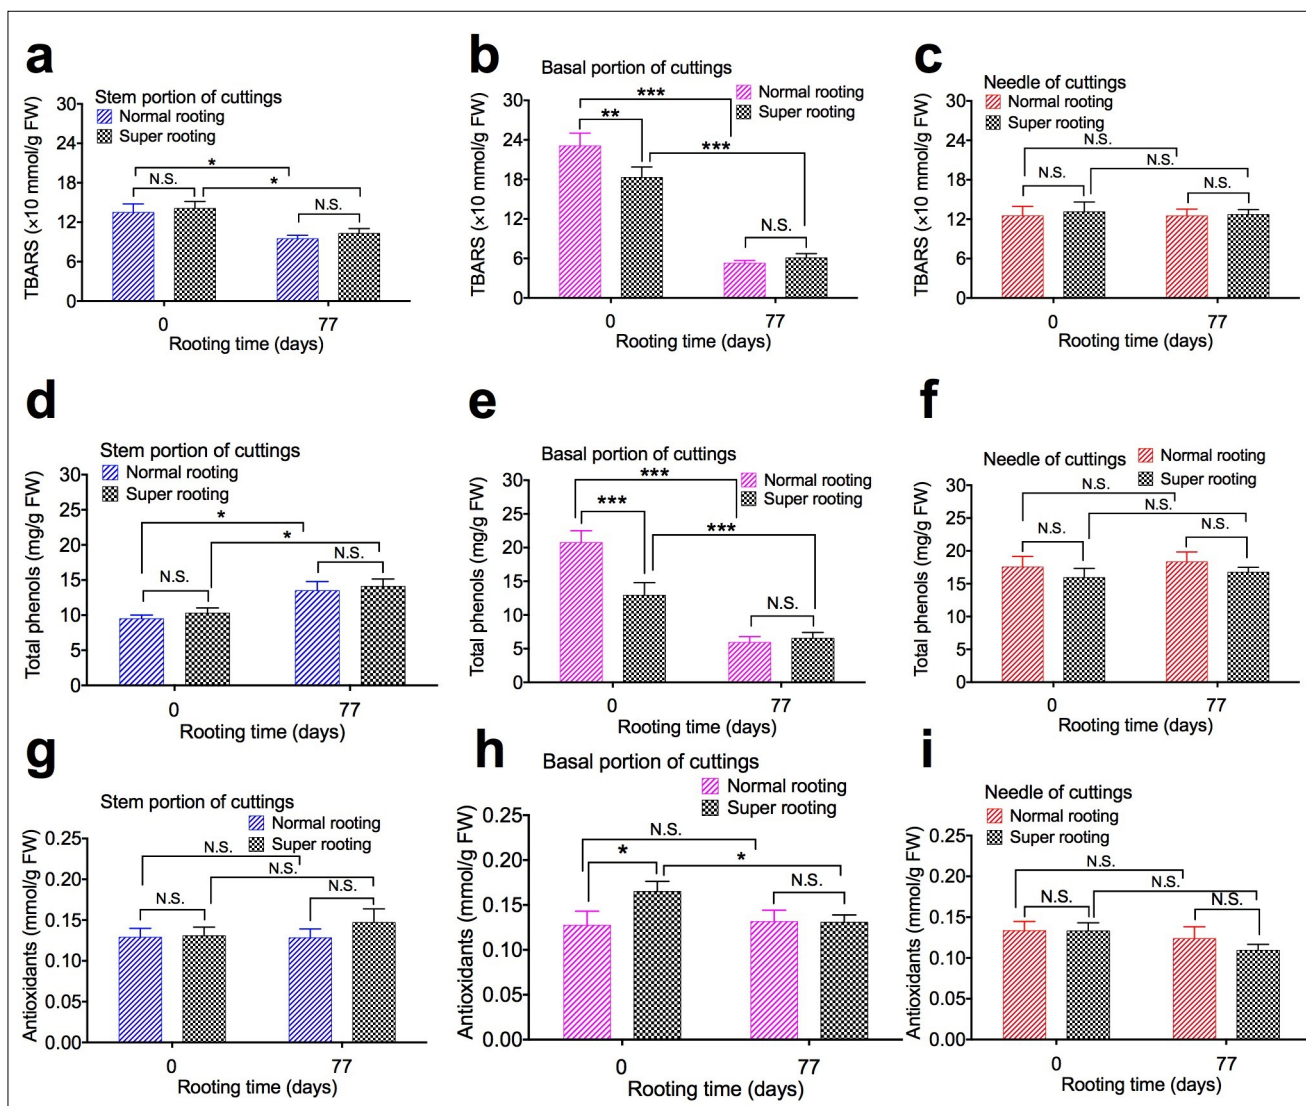 a
Stem portion of cuttings
Normal rooting
Super rooting
TBARS (×10 mmol/g FW)
30
24
18
12
6
0
*
N.S.
*
N.S.
0
77
Rooting time (days)
b
Basal portion of cuttings
Normal rooting
Super rooting
TBARS (×10 mmol/g FW)
30
24
18
12
6
0
***
**
***
N.S.
0
77
Rooting time (days)
c
Needle of cuttings
Normal rooting
Super rooting
TBARS (×10 mmol/g FW)
30
24
18
12
6
0
N.S.
N.S.
N.S.
N.S.
0
77
Rooting time (days)
d
Stem portion of cuttings
Normal rooting
Super rooting
Total phenols (mg/g FW)
30
25
20
15
10
5
0
*
*
N.S.
N.S.
0
77
Rooting time (days)
e
Basal portion of cuttings
Normal rooting
Super rooting
Total phenols (mg/g FW)
30
25
20
15
10
5
0
***
***
***
N.S.
0
77
Rooting time (days)
f
Needle of cuttings
Normal rooting
Super rooting
Total phenols (mg/g FW)
30
25
20
15
10
5
0
N.S.
N.S.
N.S.
N.S.
0
77
Rooting time (days)
g
Stem portion of cuttings
Normal rooting
Super rooting
Antioxidants (mmol/g FW)
0.25
0.20
0.15
0.10
0.05
0.00
N.S.
N.S.
N.S.
N.S.
0
77
Rooting time (days)
h
Basal portion of cuttings
Normal rooting
Super rooting
Antioxidants (mmol/g FW)
0.25
0.20
0.15
0.10
0.05
0.00
N.S.
*
*
N.S.
0
77
Rooting time (days)
i
Needle of cuttings
Normal rooting
Super rooting
Antioxidants (mmol/g FW)
0.25
0.20
0.15
0.10
0.05
0.00
N.S.
N.S.
N.S.
N.S.
0
77
Rooting time (days)